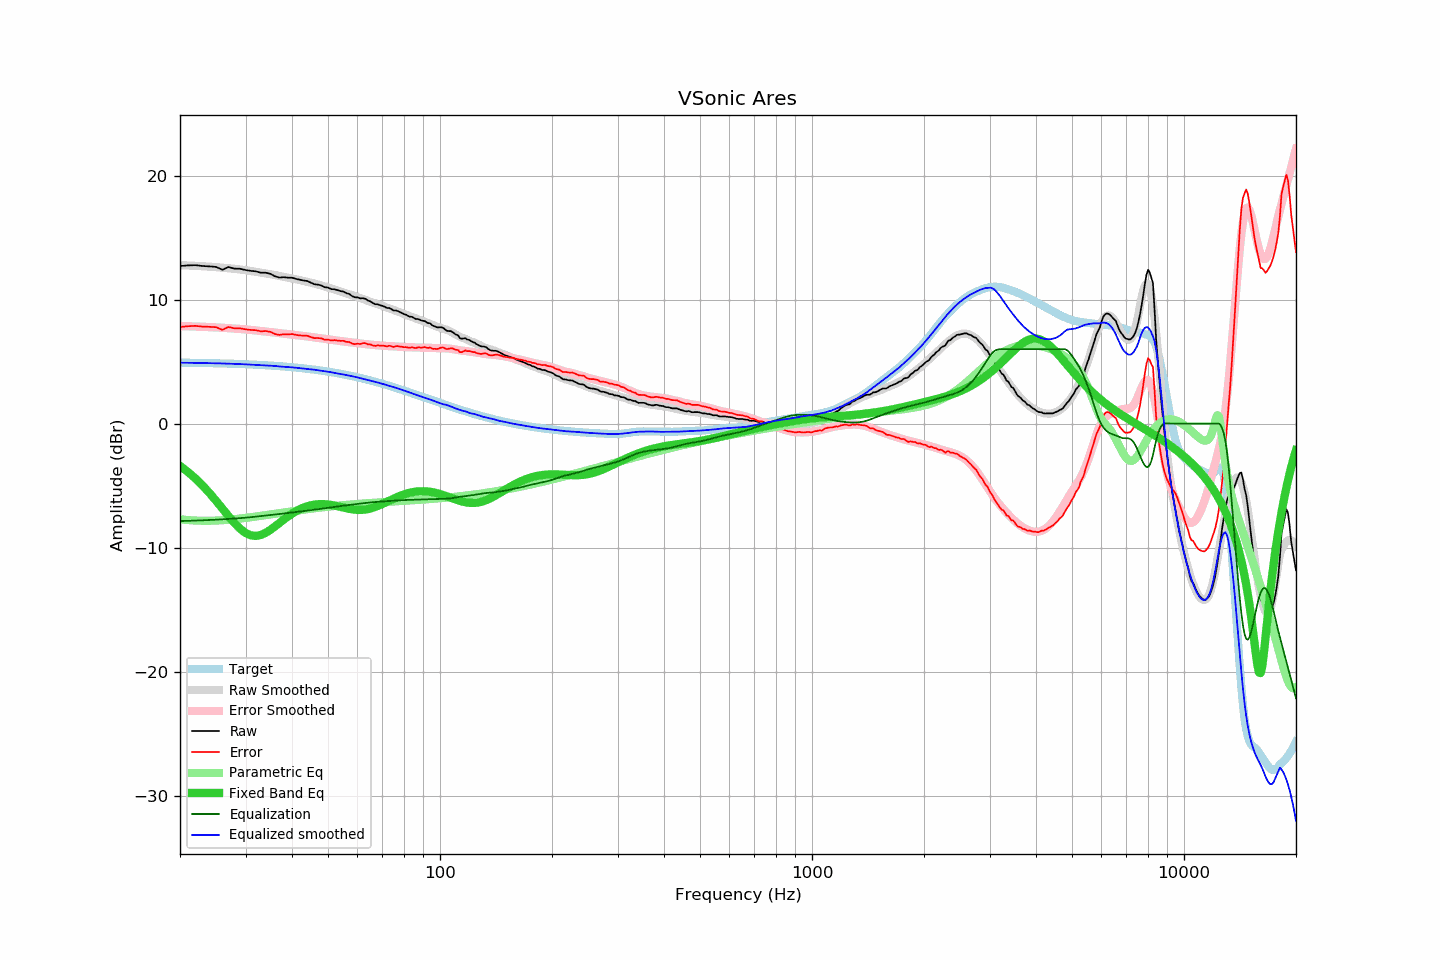 VSonic Ares
Amplitude (dBr)
20
10
0
−10
−20
−30
Target
Raw Smoothed
Error Smoothed
Raw
Error
Parametric Eq
Fixed Band Eq
Equalization
Equalized smoothed
100
1000
10000
Frequency (Hz)